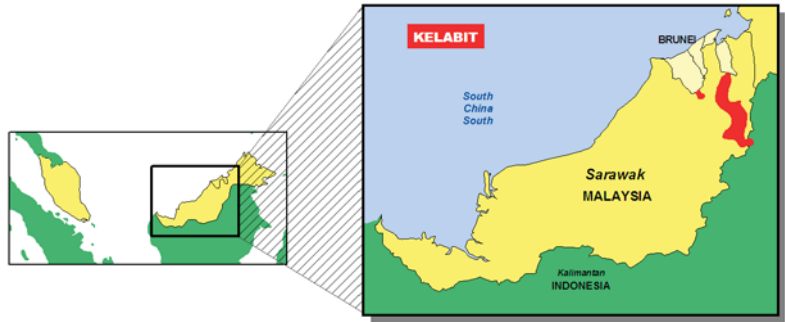 KELABIT
BRUNEI
South
China
South
Sarawak
MALAYSIA
Kalimantan
INDONESIA